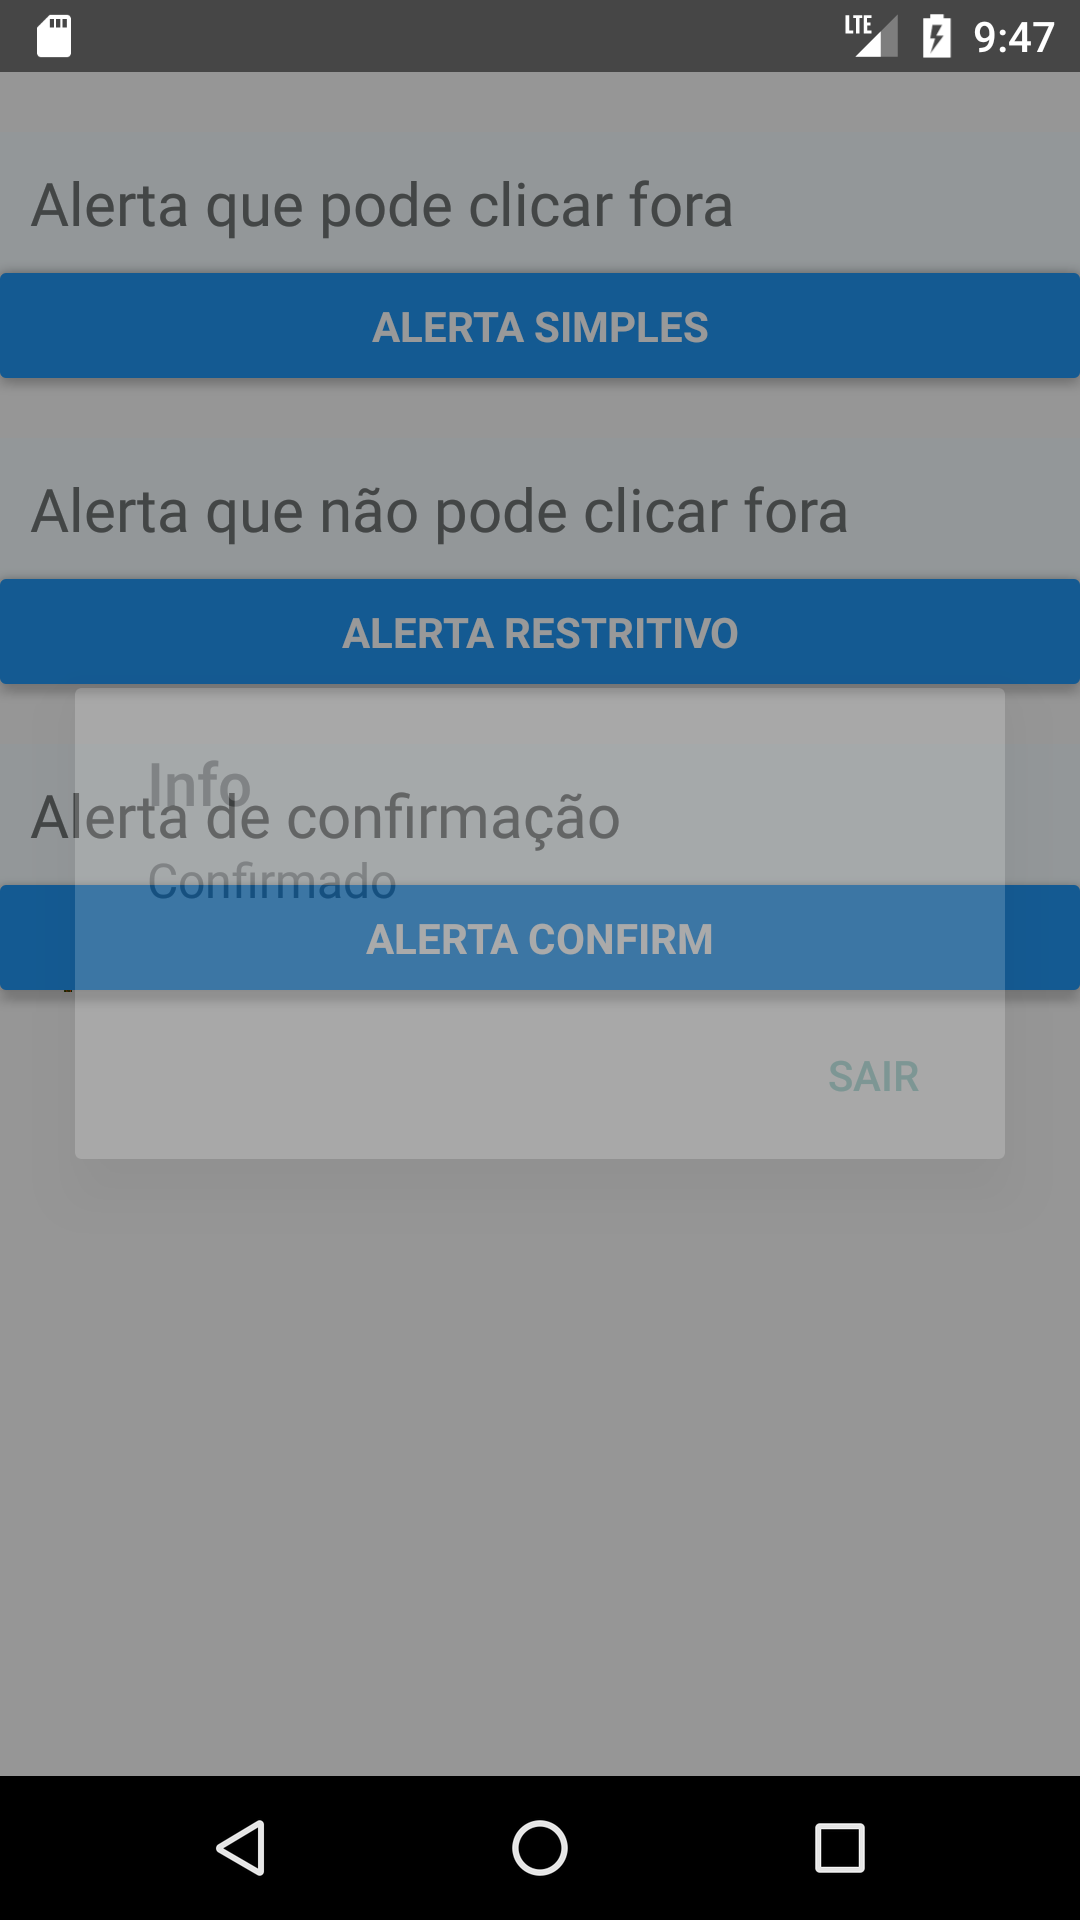 LTE 9:47
Alerta que pode clicar fora
ALERTA SIMPLES
Alerta que não pode clicar fora
ALERTA RESTRITIVO
Info
Alerta de confirmação
Confirmado
ALERTA CONFIRM
SAIR